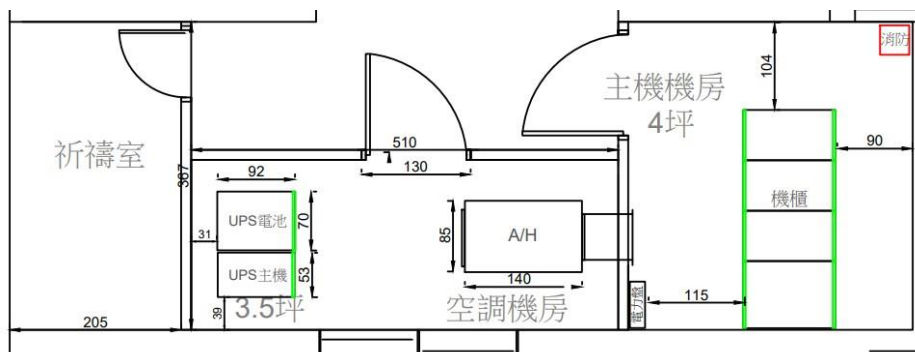 消防
104
主機機房
4坪
90
510
祈禱室
367
130
92
機櫃
UPS電池
70
31
85
A/H
UPS主機
53
140
3.5坪
39
空調機房
電力盤
115
205